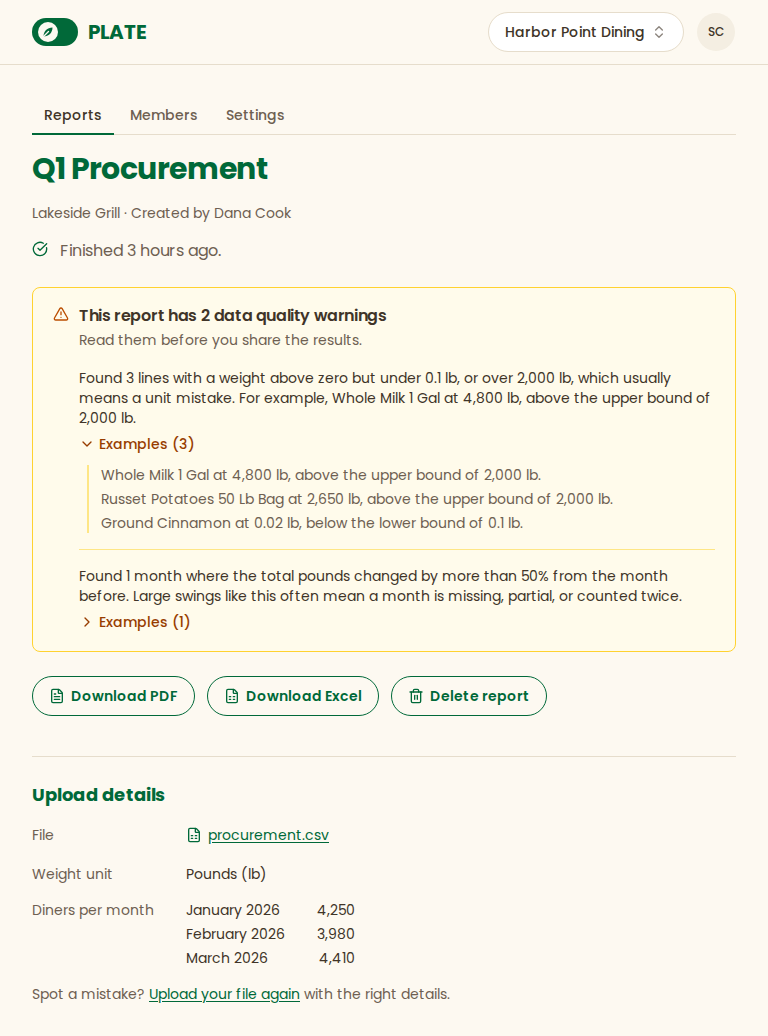 PLATE
Harbor Point Dining
SC
Reports
Members
Settings
Q1 Procurement
Lakeside Grill · Created by Dana Cook
Finished 3 hours ago.
This report has 2 data quality warnings
Read them before you share the results.
Found 3 lines with a weight above zero but under 0.1 lb, or over 2,000 lb, which usually
means a unit mistake. For example, Whole Milk 1 Gal at 4,800 lb, above the upper bound of
2,000 lb.
Examples (3)
Whole Milk 1 Gal at 4,800 lb, above the upper bound of 2,000 lb.
Russet Potatoes 50 Lb Bag at 2,650 lb, above the upper bound of 2,000 lb.
Ground Cinnamon at 0.02 lb, below the lower bound of 0.1 lb.
Found 1 month where the total pounds changed by more than 50% from the month
before. Large swings like this often mean a month is missing, partial, or counted twice.
Examples (1)
Download PDF
Download Excel
Delete report
Upload details
File
procurement.csv
Weight unit
Pounds (lb)
Diners per month
January 2026 4,250
February 2026 3,980
March 2026 4,410
Spot a mistake? Upload your file again with the right details.